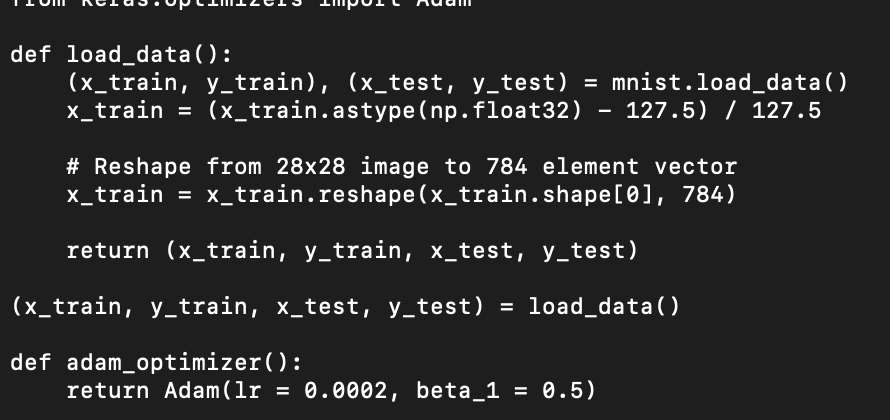 from keras.optimizers import Adam
def load_data():
    (x_train, y_train), (x_test, y_test) = mnist.load_data()
    x_train = (x_train.astype(np.float32) - 127.5) / 127.5
    # Reshape from 28x28 image to 784 element vector
    x_train = x_train.reshape(x_train.shape[0], 784)
    return (x_train, y_train, x_test, y_test)
(x_train, y_train, x_test, y_test) = load_data()
def adam_optimizer():
    return Adam(lr = 0.0002, beta_1 = 0.5)